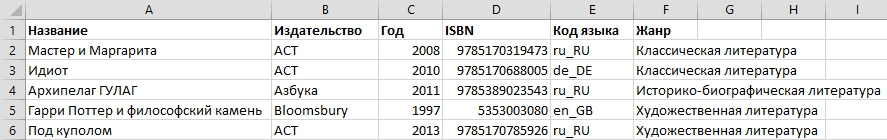 A B C D E F G H I
1 Название Издательство Год ISBN Код языка Жанр
2 Мастер и Маргарита АСТ 2008 9785170319473 ru_RU Классическая литература
3 Идиот АСТ 2010 9785170688005 de_DE Классическая литература
4 Архипелаг ГУЛАГ Азбука 2011 9785389023543 ru_RU Историко-биографическая литература
5 Гарри Поттер и философский камень Bloomsbury 1997 5353003080 en_GB Художественная литература
6 Под куполом АСТ 2013 9785170785926 ru_RU Художественная литература